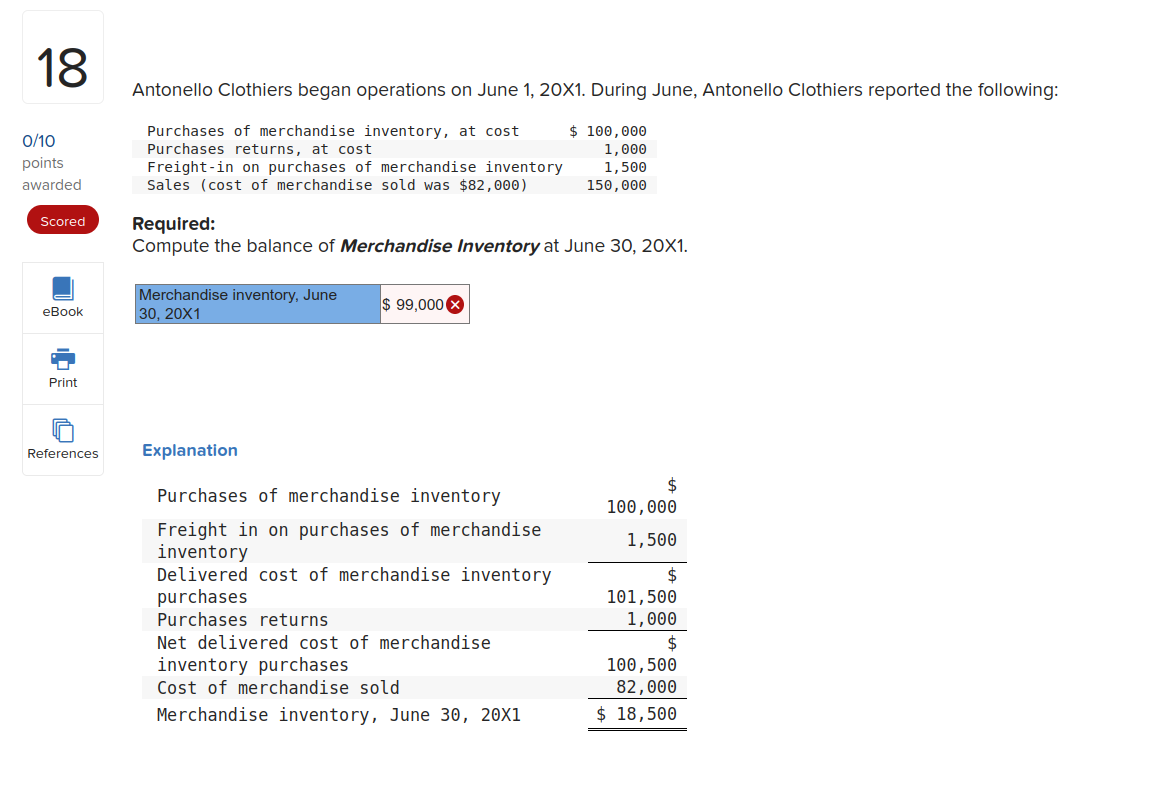 18
0/10
points
awarded
Scored
eBook
Print
References
Antonello Clothiers began operations on June 1, 20X1. During June, Antonello Clothiers reported the following:
Purchases of merchandise inventory, at cost $ 100,000
Purchases returns, at cost 1,000
Freight-in on purchases of merchandise inventory 1,500
Sales (cost of merchandise sold was $82,000) 150,000
Required:
Compute the balance of Merchandise Inventory at June 30, 20X1.
Merchandise inventory, June
30, 20X1
$ 99,000
Explanation
Purchases of merchandise inventory
$
100,000
Freight in on purchases of merchandise
inventory
1,500
Delivered cost of merchandise inventory
purchases
$
101,500
Purchases returns 1,000
Net delivered cost of merchandise
inventory purchases
$
100,500
Cost of merchandise sold 82,000
Merchandise inventory, June 30, 20X1 $ 18,500